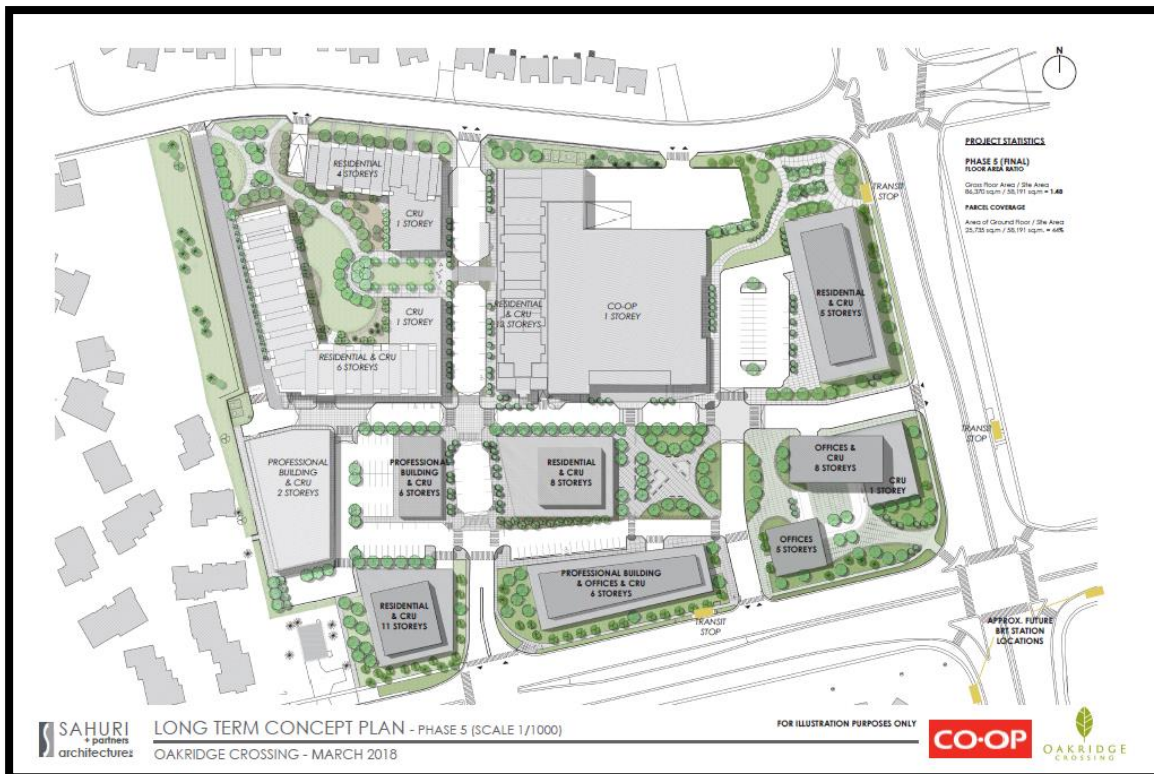 N
PROJECT STATISTICS
PHASE 5 (FINAL)
FLOOR AREA RATIO
Gross Floor Area / Site Area
86,370 sq.m / 58,191 sq.m = 1.48
PARCEL COVERAGE
Area of Ground Floor / Site Area
25,735 sq.m / 58,191 sq.m. = 44%
RESIDENTIAL
4 STOREYS
CRU
1 STOREY
TRANSIT
STOP
RESIDENTIAL
& CRU
5 STOREYS
RESIDENTIAL
& CRU
STOREYS
CO-OP
1 STOREY
CRU
1 STOREY
RESIDENTIAL & CRU
6 STOREYS
TRANSIT
STOP
PROFESSIONAL
BUILDING
& CRU
2 STOREYS
PROFESSIONAL
BUILDING
& CRU
6 STOREYS
RESIDENTIAL
& CRU
8 STOREYS
OFFICES &
CRU
8 STOREYS
CRU
1 STOREY
OFFICES
5 STOREYS
PROFESSIONAL BUILDING
& OFFICES & CRU
6 STOREYS
RESIDENTIAL
& CRU
11 STOREYS
TRANSIT
STOP
APPROX. FUTURE
BRT STATION
LOCATIONS
SAHURI
+ partners
architecture
LONG TERM CONCEPT PLAN - PHASE 5 (SCALE 1/1000)
OAKRIDGE CROSSING - MARCH 2018
FOR ILLUSTRATION PURPOSES ONLY
CO-OP
OAKRIDGE
CROSSING